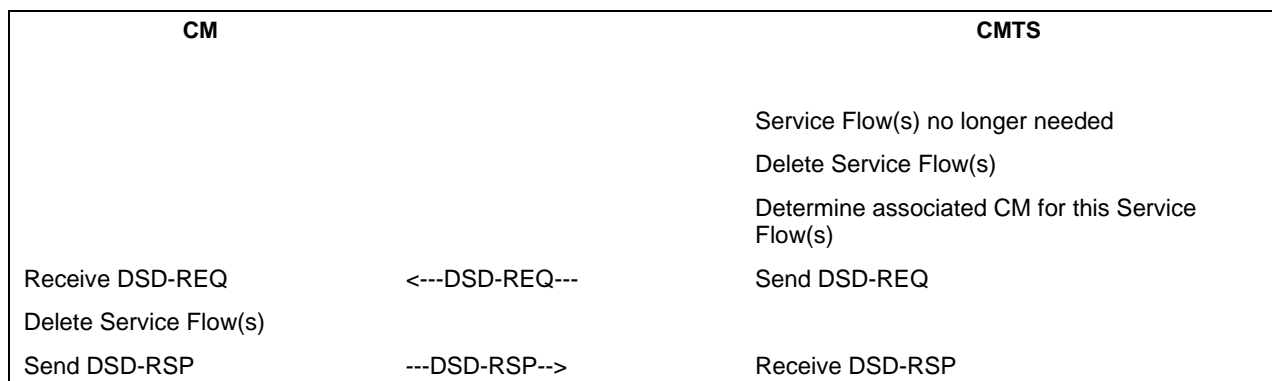 CM CMTS
Service Flow(s) no longer needed
Delete Service Flow(s)
Determine associated CM for this Service
Flow(s)
Receive DSD-REQ <---DSD-REQ--- Send DSD-REQ
Delete Service Flow(s)
Send DSD-RSP ---DSD-RSP--> Receive DSD-RSP